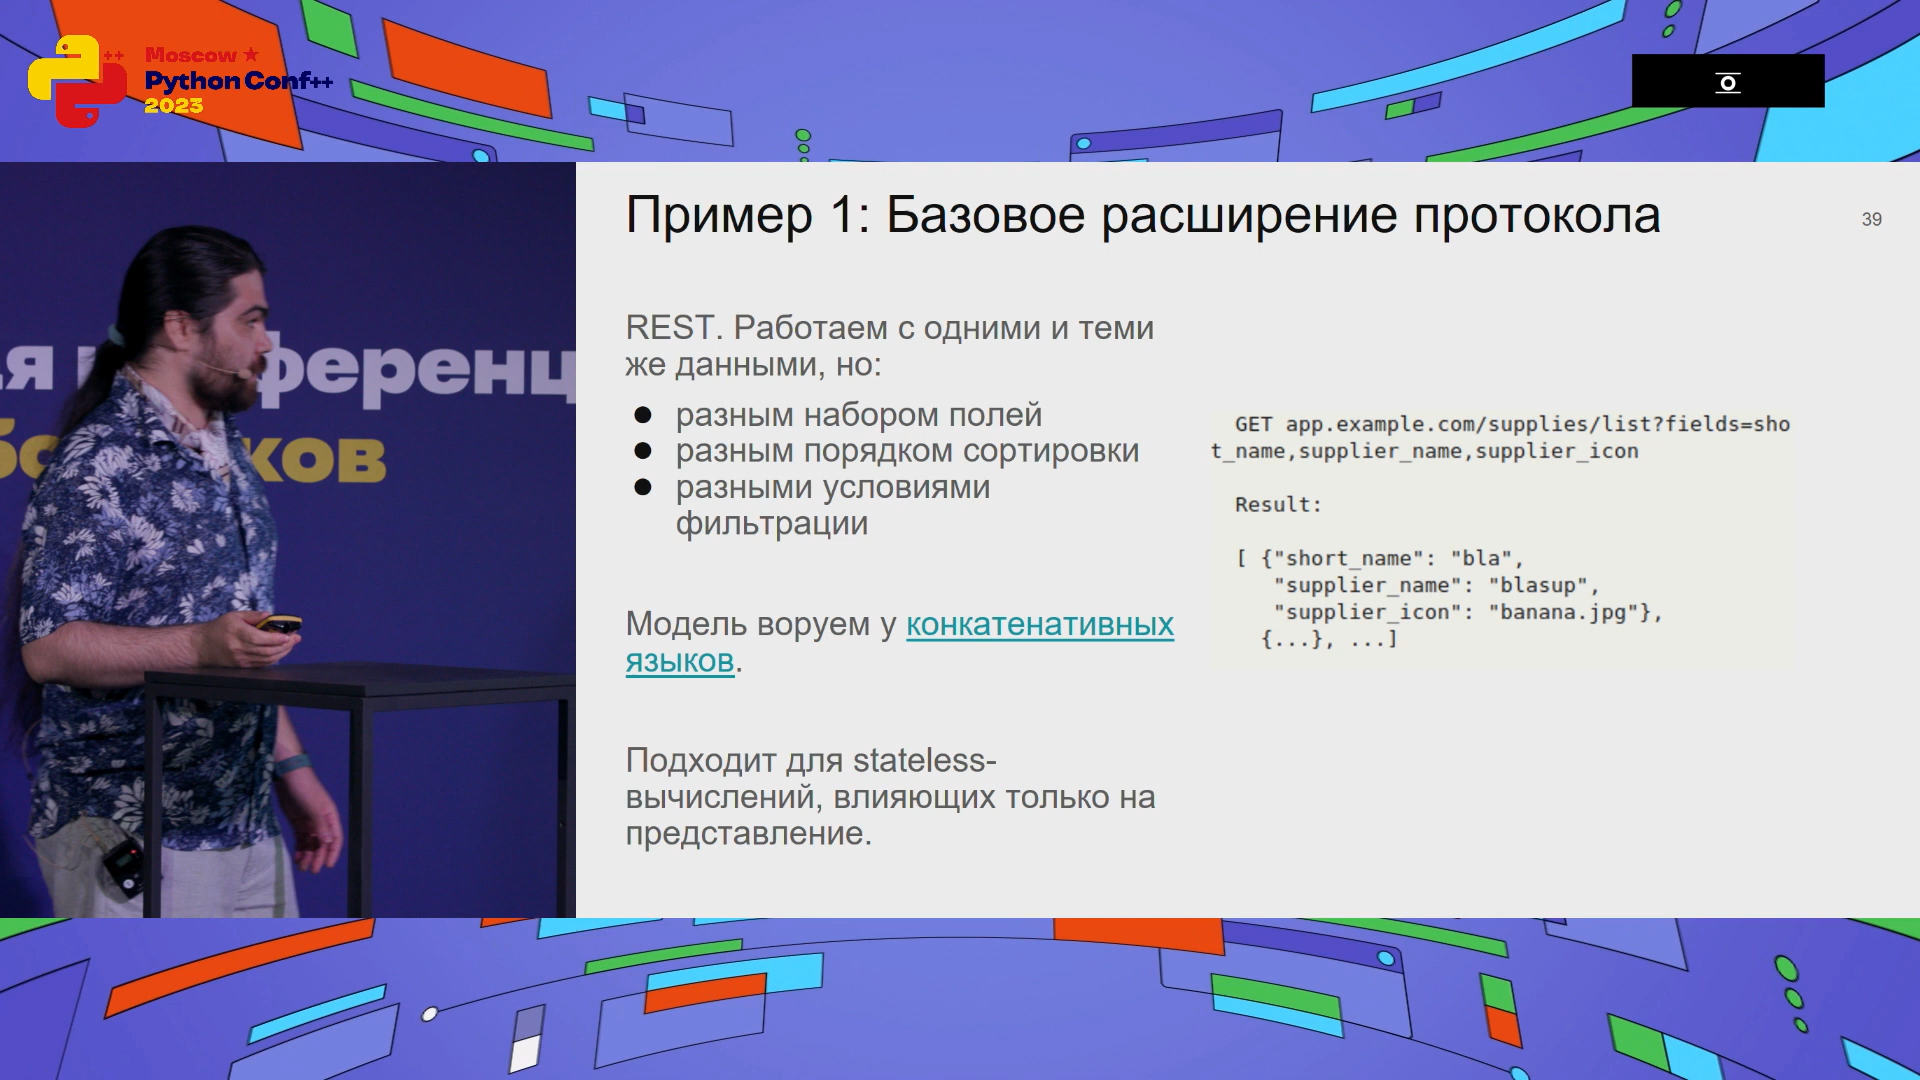 ++ Moscow ★
Python Conf++
2023
ая ференц
ков
Пример 1: Базовое расширение протокола
39
REST. Работаем с одними и теми
же данными, но:
● разным набором полей
● разным порядком сортировки
● разными условиями
фильтрации
Модель воруем у конкатенативных
языков.
Подходит для stateless-
вычислений, влияющих только на
представление.
GET app.example.com/supplies/list?fields=sho
t_name,supplier_name,supplier_icon
Result:
[ {"short_name": "bla",
"supplier_name": "blasup",
"supplier_icon": "banana.jpg"},
{...}, ...]